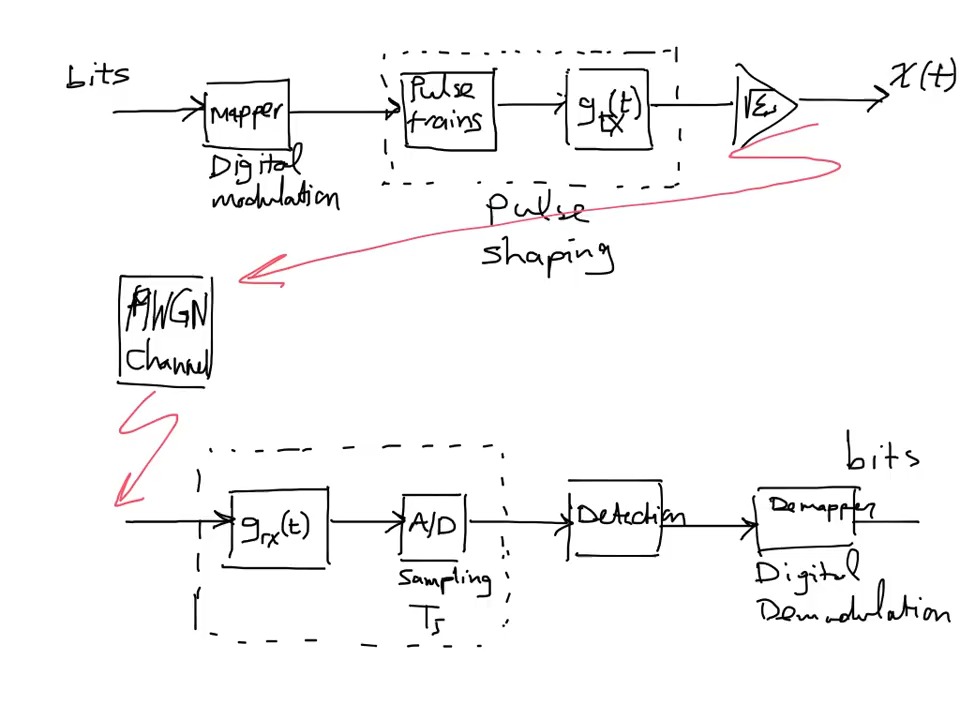 bits
Mapper
Digital
modulation
Pulse
trains
g_tx(t)
√Ex
x(t)
Pulse
shaping
AWGN
Channel
g_rx(t)
A/D
Sampling
Ts
Detection
bits
Demapper
Digital
Demodulation